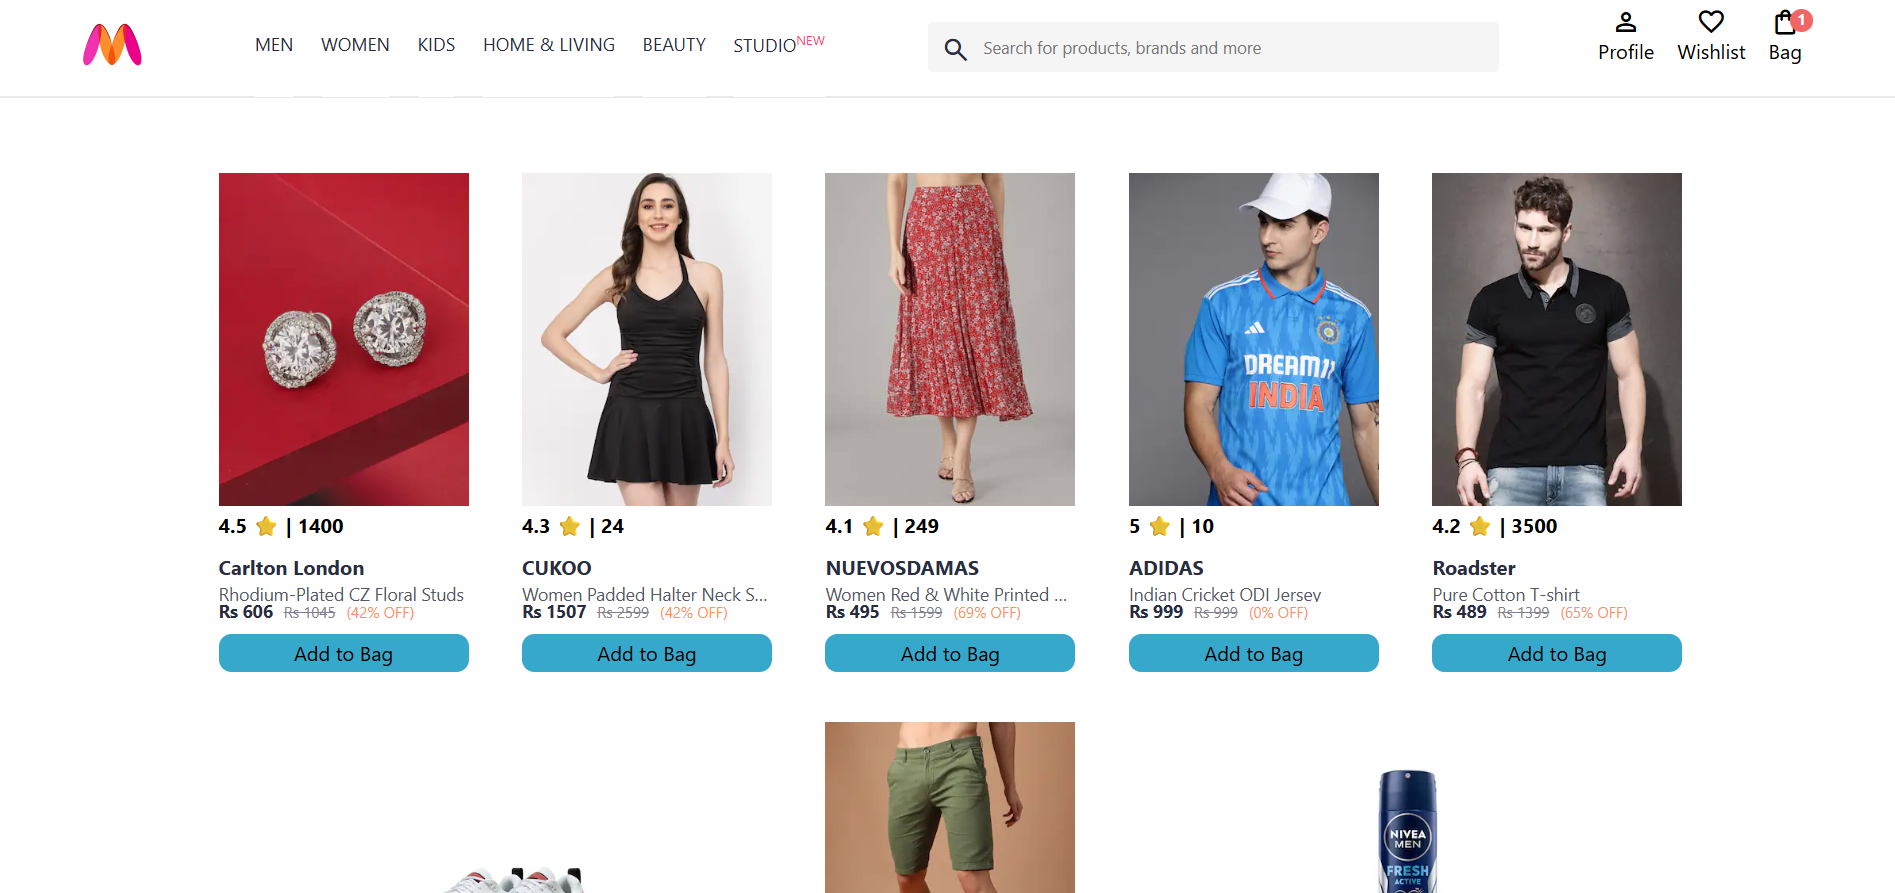 MEN WOMEN KIDS HOME & LIVING BEAUTY STUDIONEW
Search for products, brands and more
Profile Wishlist Bag 1
DREAM11
INDIA
4.5 ⭐ | 1400
Carlton London
Rhodium-Plated CZ Floral Studs
Rs 606 Rs 1045 (42% OFF)
Add to Bag
4.3 ⭐ | 24
CUKOO
Women Padded Halter Neck S...
Rs 1507 Rs 2599 (42% OFF)
Add to Bag
4.1 ⭐ | 249
NUEVOSDAMAS
Women Red & White Printed ...
Rs 495 Rs 1599 (69% OFF)
Add to Bag
5 ⭐ | 10
ADIDAS
Indian Cricket ODI Jersey
Rs 999 Rs 999 (0% OFF)
Add to Bag
4.2 ⭐ | 3500
Roadster
Pure Cotton T-shirt
Rs 489 Rs 1399 (65% OFF)
Add to Bag
NIVEA
MEN
FRESH
ACTIVE